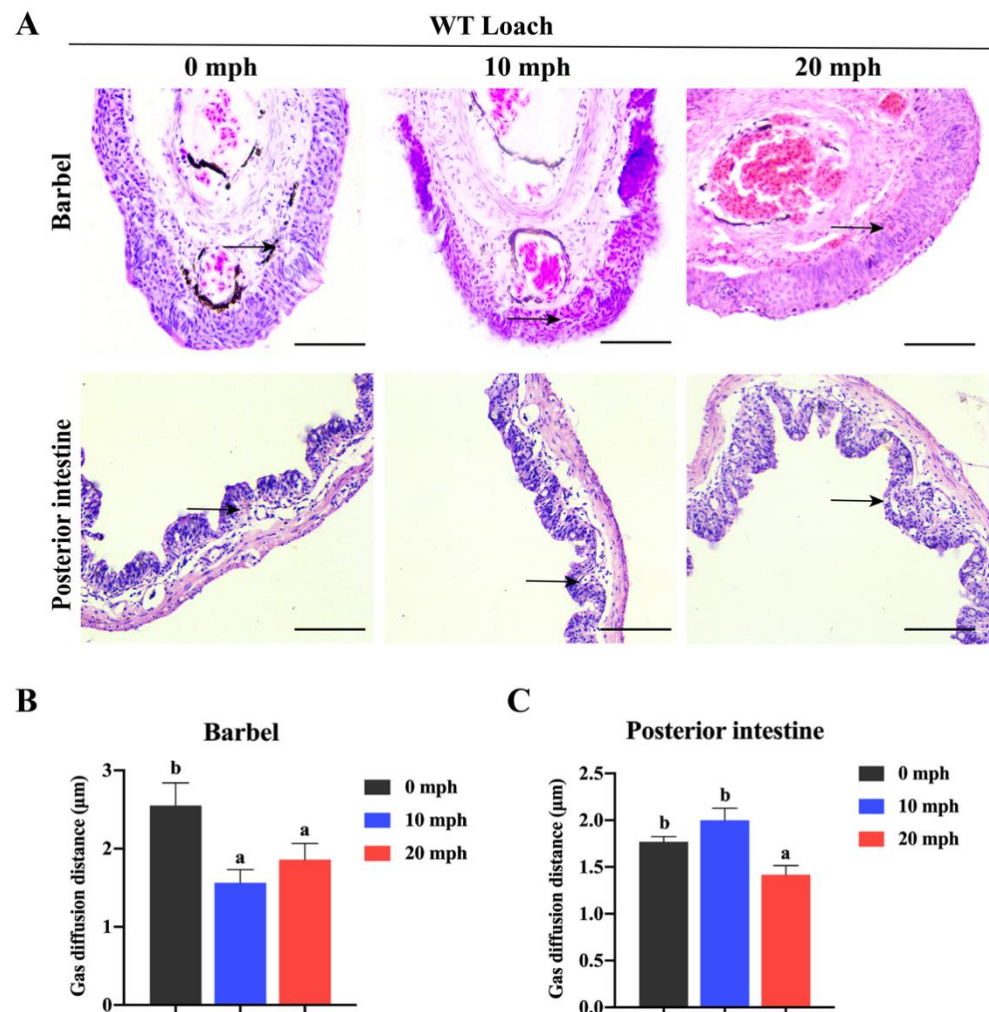 A
WT Loach
0 mph 10 mph 20 mph
Barbel
Posterior intestine
B
Barbel
Gas diffusion distance (μm)
3
2
1
0
b
a
a
0 mph
10 mph
20 mph
C
Posterior intestine
Gas diffusion distance (μm)
2.5
2.0
1.5
1.0
0.5
0.0
b
b
a
0 mph
10 mph
20 mph